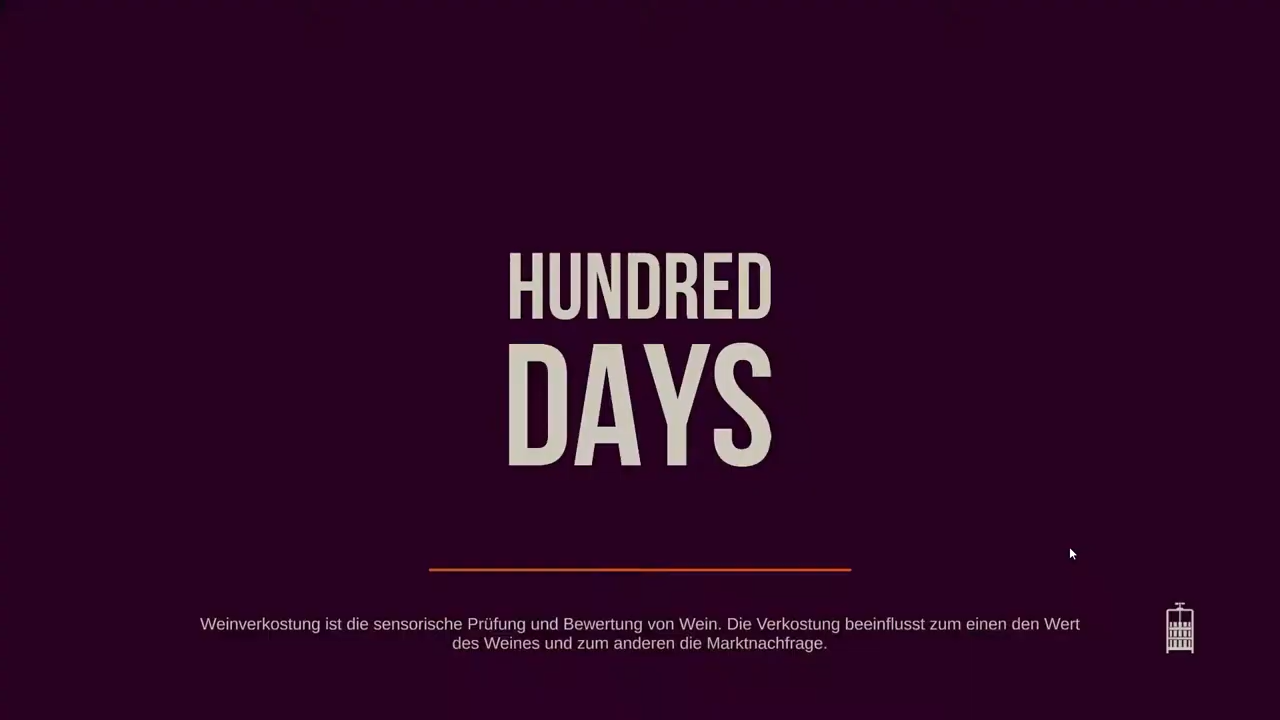 HUNDRED
DAYS
Weinverkostung ist die sensorische Prüfung und Bewertung von Wein. Die Verkostung beeinflusst zum einen den Wert
des Weines und zum anderen die Marktnachfrage.